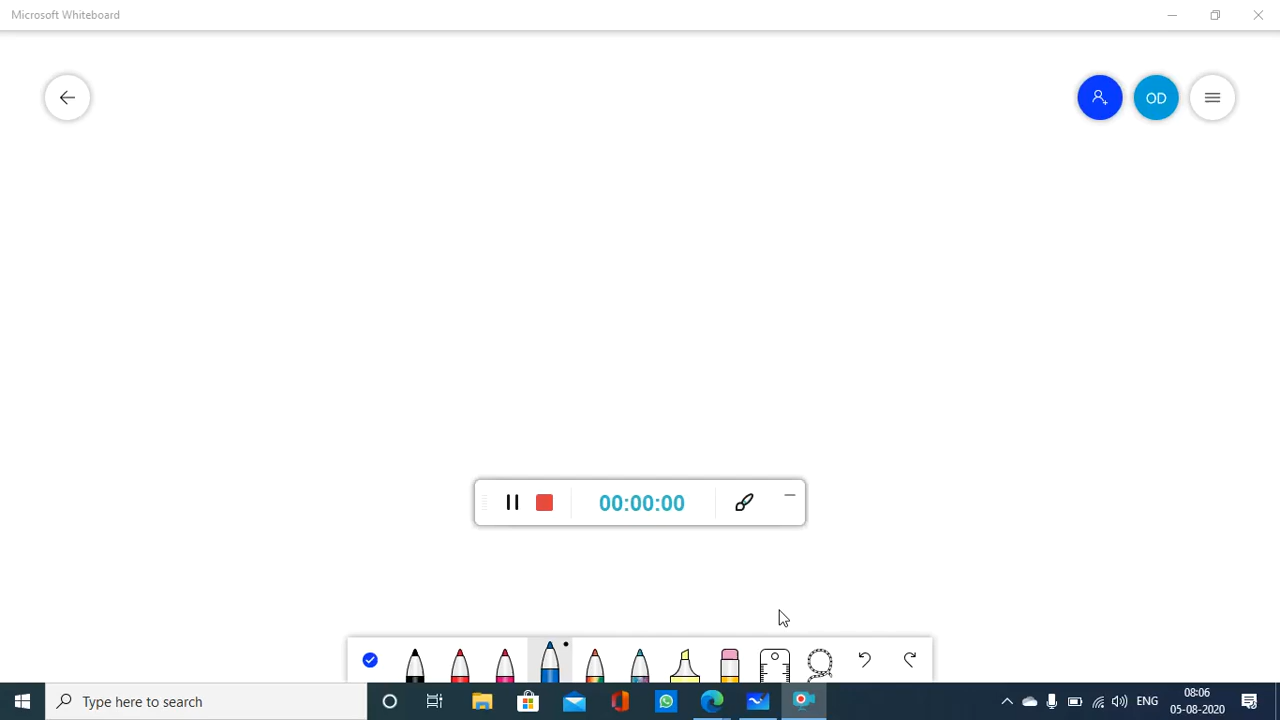 Microsoft Whiteboard
OD
00:00:00
Type here to search
ENG
08:06
05-08-2020